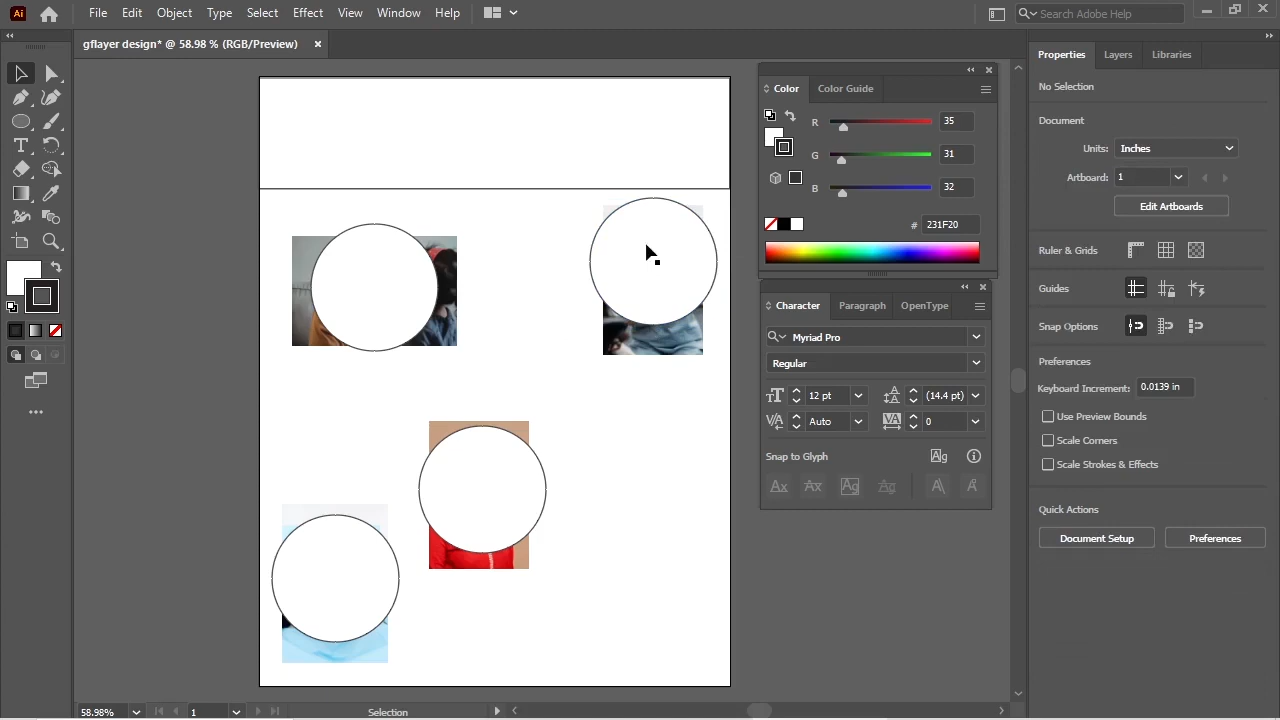 Ai File Edit Object Type Select Effect View Window Help Search Adobe Help
gflayer design* @ 58.98 % (RGB/Preview) ×
Color Color Guide
R 35
G 31
B 32
# 231F20
Character Paragraph OpenType
Myriad Pro
Regular
12 pt (14.4 pt)
Auto 0
Snap to Glyph
Properties Layers Libraries
No Selection
Document
Units: Inches
Artboard: 1
Edit Artboards
Ruler & Grids
Guides
Snap Options
Preferences
Keyboard Increment: 0.0139 in
Use Preview Bounds
Scale Corners
Scale Strokes & Effects
Quick Actions
Document Setup Preferences
58.98% 1 Selection